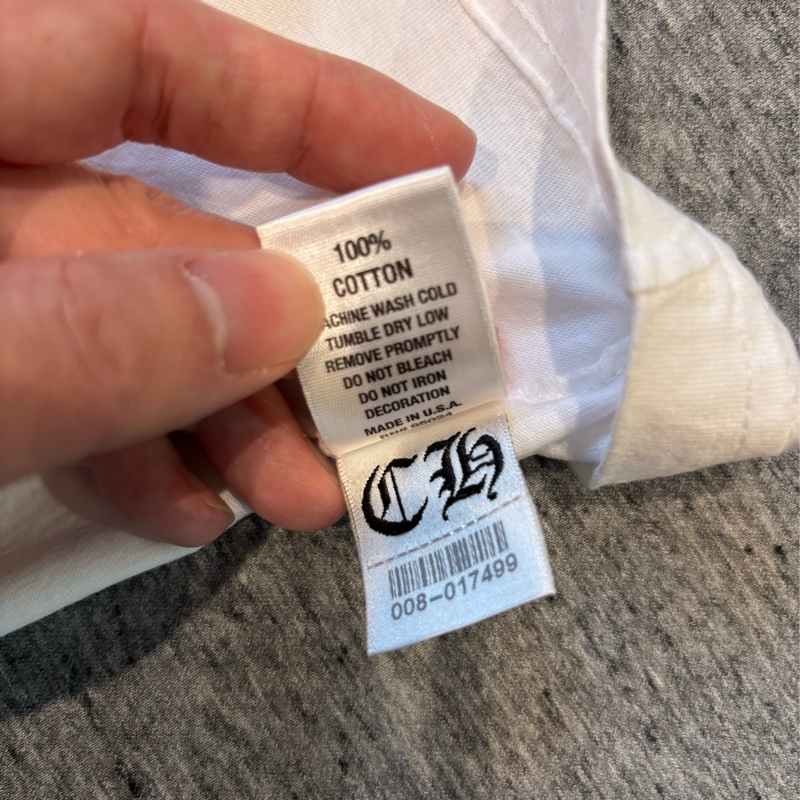 100%
COTTON
ACHINE WASH COLD
TUMBLE DRY LOW
REMOVE PROMPTLY
DO NOT BLEACH
DO NOT IRON
DECORATION
MADE IN U.S.A.
CH
008-017499